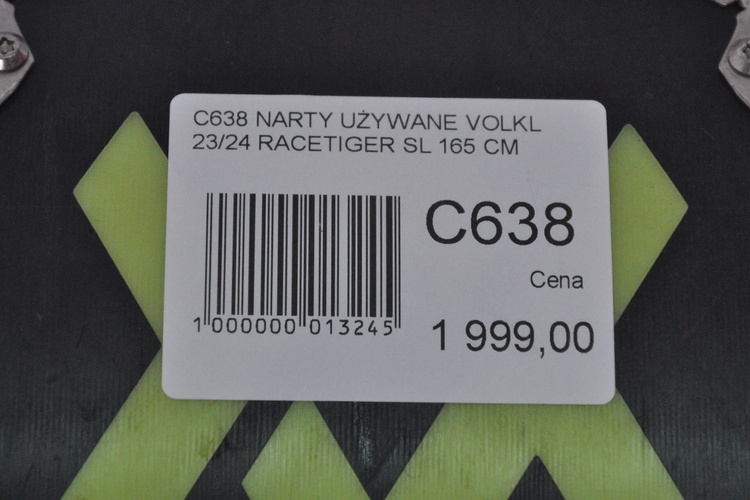 C638 NARTY UŻYWANE VOLKL
23/24 RACETIGER SL 165 CM
C638
Cena
1 000000 013245
1 999,00